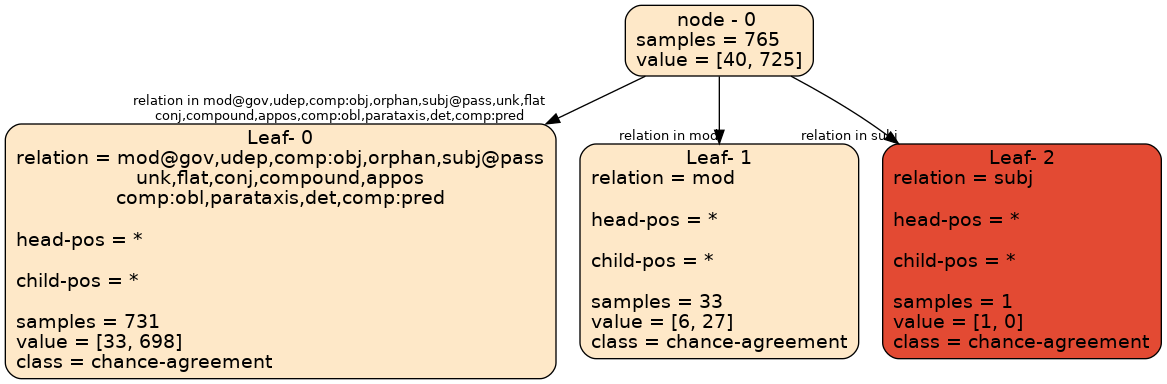 node - 0
samples = 765
value = [40, 725]
relation in mod@gov,udep,comp:obj,orphan,subj@pass,unk,flat
conj,compound,appos,comp:obl,parataxis,det,comp:pred
relation in mod
relation in subj
Leaf- 0
relation = mod@gov,udep,comp:obj,orphan,subj@pass
unk,flat,conj,compound,appos
comp:obl,parataxis,det,comp:pred
head-pos = *
child-pos = *
samples = 731
value = [33, 698]
class = chance-agreement
Leaf- 1
relation = mod
head-pos = *
child-pos = *
samples = 33
value = [6, 27]
class = chance-agreement
Leaf- 2
relation = subj
head-pos = *
child-pos = *
samples = 1
value = [1, 0]
class = chance-agreement